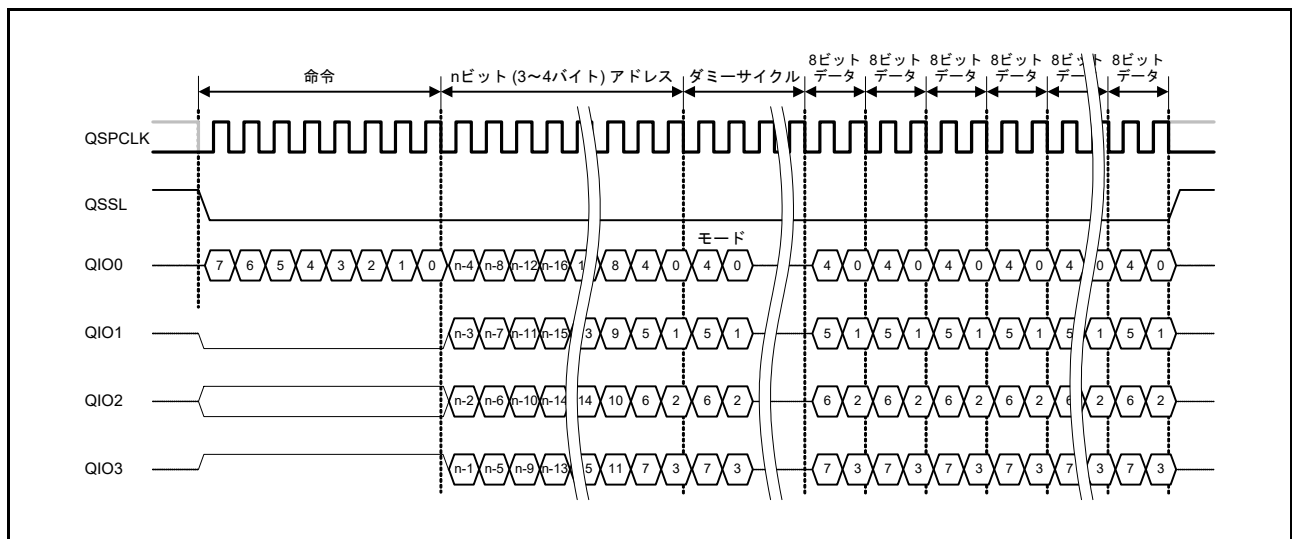 8ビット 8ビット 8ビット 8ビット 8ビット 8ビット
命令 nビット (3～4バイト) アドレス ダミーサイクル データ データ データ データ データ データ
QSPCLK
QSSL
モード
QIO0 7 6 5 4 3 2 1 0 n-4 n-8 n-12 n-16 8 4 0 4 0 4 0 4 0 4 0 4 0 4 0 4 0
QIO1 n-3 n-7 n-11 n-15 9 5 1 5 1 5 1 5 1 5 1 5 1 5 1 5 1
QIO2 n-2 n-6 n-10 n-14 14 10 6 2 6 2 6 2 6 2 6 2 6 2 6 2 6 2
QIO3 n-1 n-5 n-9 n-13 11 7 3 7 3 7 3 7 3 7 3 7 3 7 3 7 3